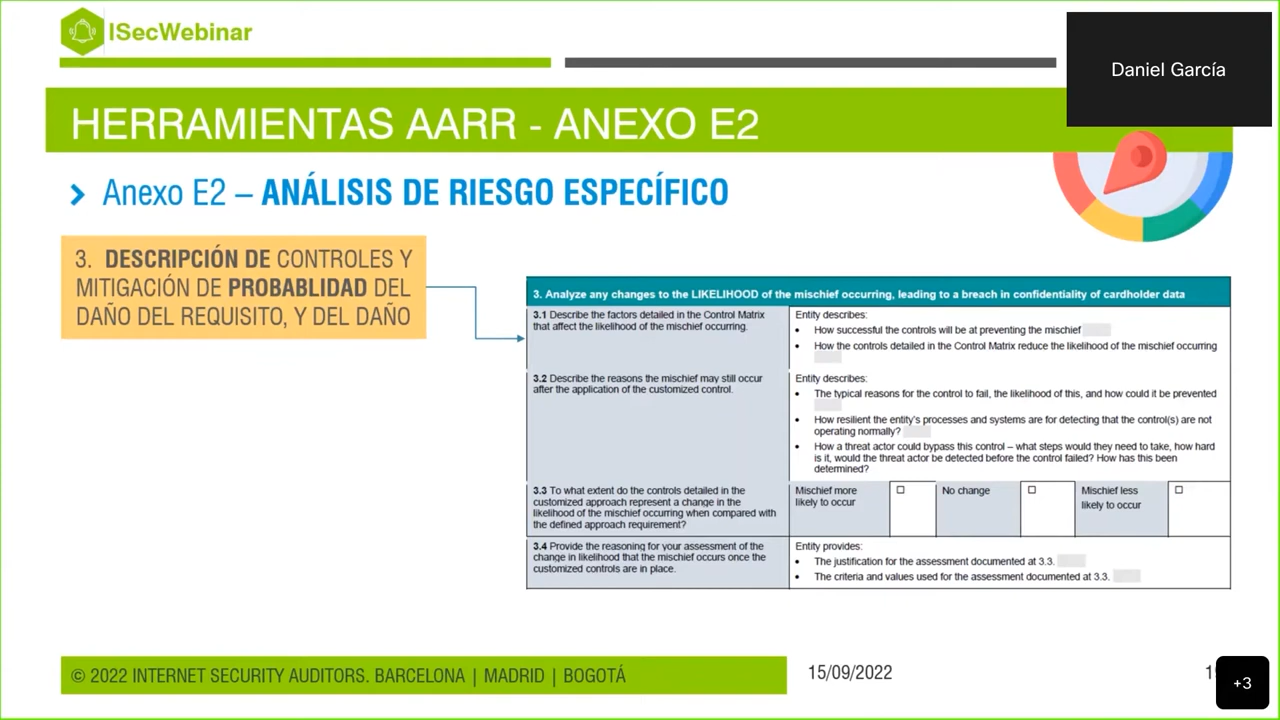 ISecWebinar
Daniel García
HERRAMIENTAS AARR - ANEXO E2
Anexo E2 – ANÁLISIS DE RIESGO ESPECÍFICO
3. DESCRIPCIÓN DE CONTROLES Y
MITIGACIÓN DE PROBABLIDAD DEL
DAÑO DEL REQUISITO, Y DEL DAÑO
3. Analyze any changes to the LIKELIHOOD of the mischief occurring, leading to a breach in confidentiality of cardholder data
3.1 Describe the factors detailed in the Control Matrix
that affect the likelihood of the mischief occurring.
Entity describes:
• How successful the controls will be at preventing the mischief
• How the controls detailed in the Control Matrix reduce the likelihood of the mischief occurring
3.2 Describe the reasons the mischief may still occur
after the application of the customized control.
Entity describes:
• The typical reasons for the control to fail, the likelihood of this, and how could it be prevented
• How resilient the entity's processes and systems are for detecting that the control(s) are not
operating normally?
• How a threat actor could bypass this control – what steps would they need to take, how hard
is it, would the threat actor be detected before the control failed? How has this been
determined?
3.3 To what extent do the controls detailed in the
customized approach represent a change in the
likelihood of the mischief occurring when compared with
the defined approach requirement?
Mischief more
likely to occur
No change
Mischief less
likely to occur
3.4 Provide the reasoning for your assessment of the
change in likelihood that the mischief occurs once the
customized controls are in place.
Entity provides:
• The justification for the assessment documented at 3.3.
• The criteria and values used for the assessment documented at 3.3.
© 2022 INTERNET SECURITY AUDITORS. BARCELONA | MADRID | BOGOTÁ
15/09/2022
+3